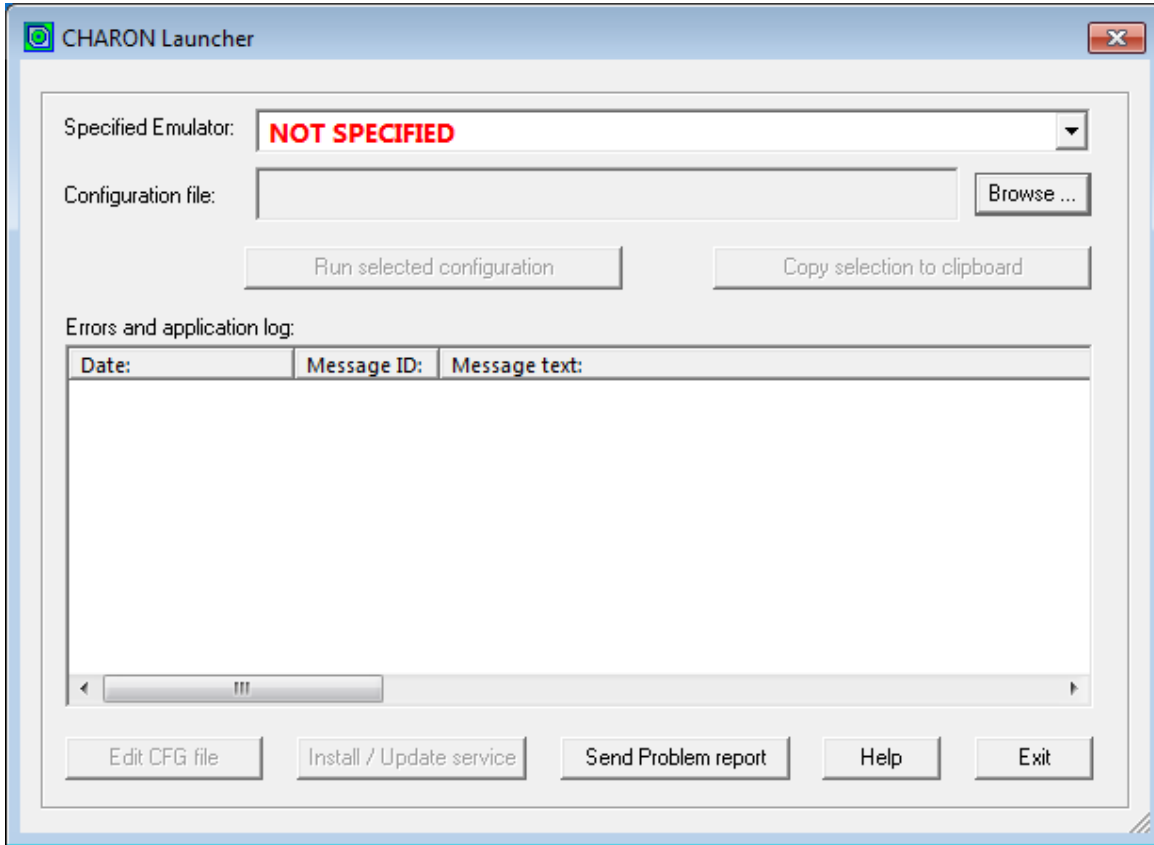 CHARON Launcher
Specified Emulator: NOT SPECIFIED
Configuration file: Browse ...
Run selected configuration Copy selection to clipboard
Errors and application log:
Date: Message ID: Message text:
Edit CFG file Install / Update service Send Problem report Help Exit